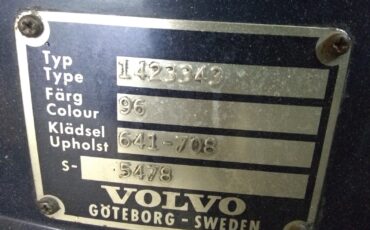 Typ
Type 1423343
Färg
Colour 96
Klädsel
Upholst 641-708
S- 5478
VOLVO
GÖTEBORG - SWEDEN